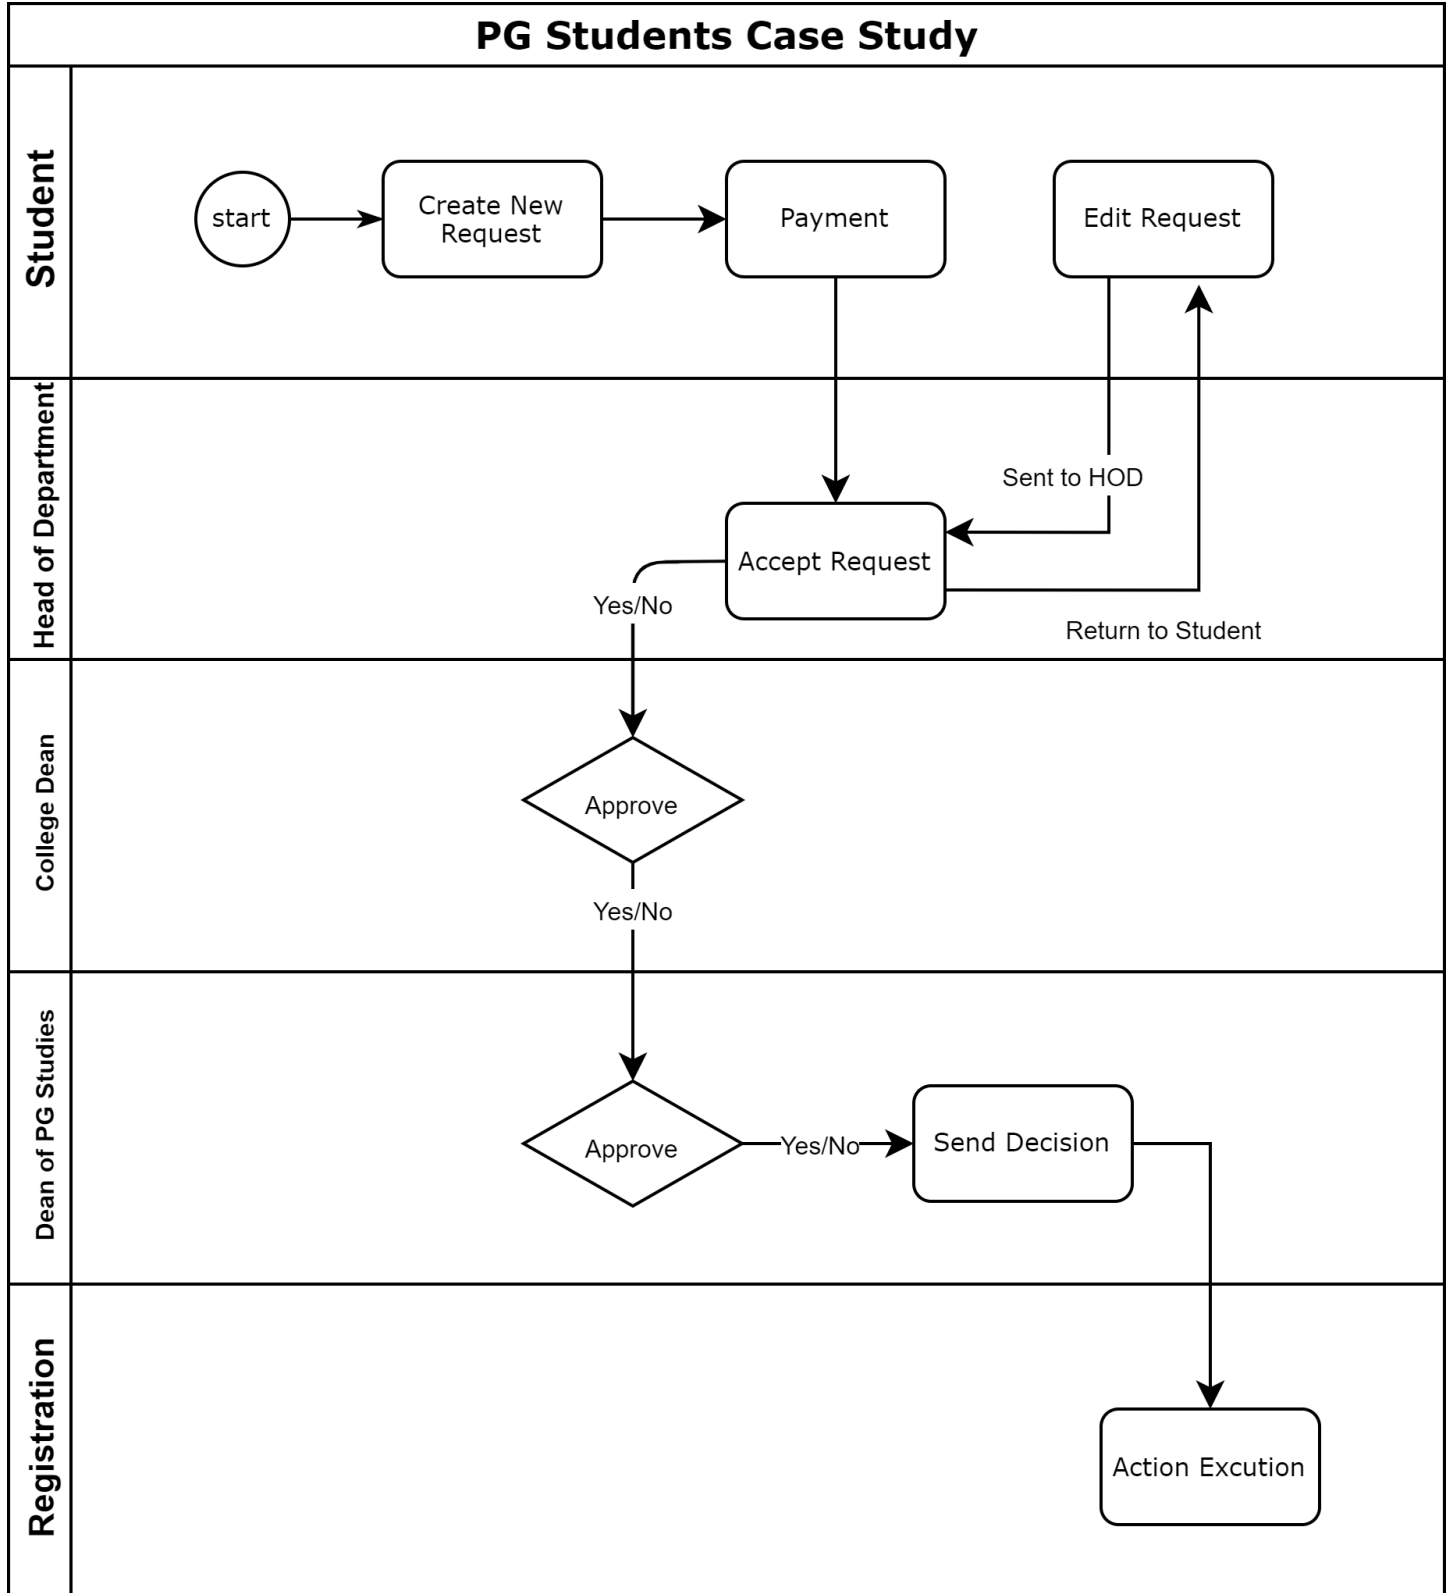 PG Students Case Study
Student
start
Create New
Request
Payment
Edit Request
Head of Department
Sent to HOD
Accept Request
Yes/No
Return to Student
College Dean
Approve
Yes/No
Dean of PG Studies
Approve
Yes/No
Send Decision
Registration
Action Excution